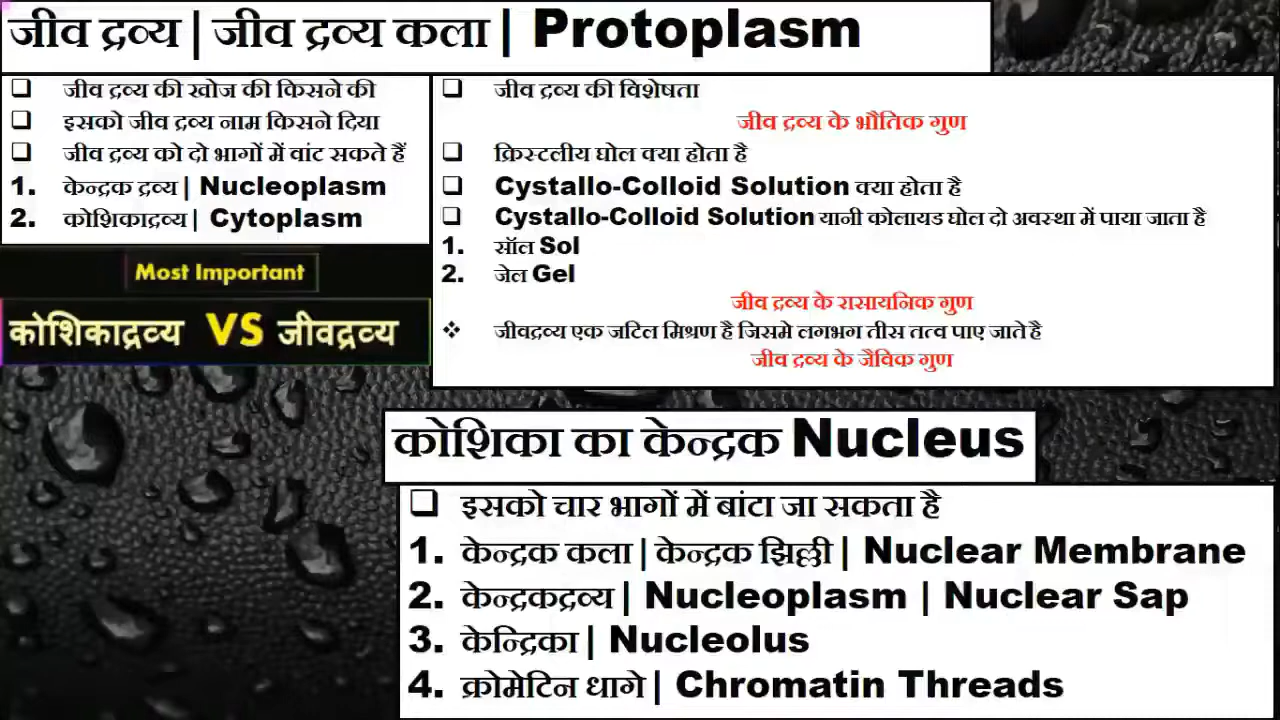 जीव द्रव्य | जीव द्रव्य कला | Protoplasm
❑ जीव द्रव्य की खोज की किसने की
❑ इसको जीव द्रव्य नाम किसने दिया
❑ जीव द्रव्य को दो भागों में वांट सकते हैं
1. केन्द्रक द्रव्य | Nucleoplasm
2. कोशिकाद्रव्य | Cytoplasm
Most Important
कोशिकाद्रव्य VS जीवद्रव्य
❑ जीव द्रव्य की विशेषता
जीव द्रव्य के भौतिक गुण
❑ क्रिस्टलीय घोल क्या होता है
❑ Cystallo-Colloid Solution क्या होता है
❑ Cystallo-Colloid Solution यानी कोलायड घोल दो अवस्था में पाया जाता है
1. सॉल Sol
2. जेल Gel
जीव द्रव्य के रासायनिक गुण
❖ जीवद्रव्य एक जटिल मिश्रण है जिसमे लगभग तीस तत्व पाए जाते है
जीव द्रव्य के जैविक गुण
कोशिका का केन्द्रक Nucleus
❑ इसको चार भागों में बांटा जा सकता है
1. केन्द्रक कला | केन्द्रक झिल्ली | Nuclear Membrane
2. केन्द्रकद्रव्य | Nucleoplasm | Nuclear Sap
3. केन्द्रिका | Nucleolus
4. क्रोमेटिन धागे | Chromatin Threads